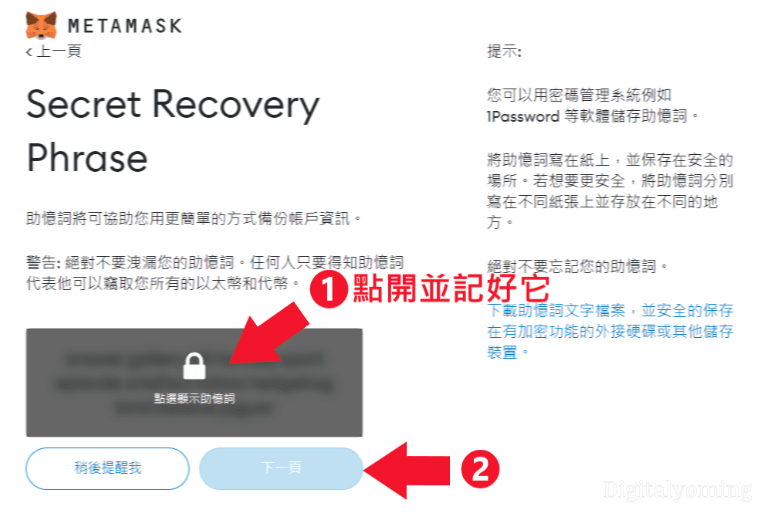 METAMASK
< 上一頁
Secret Recovery
Phrase
助憶詞將可協助您用更簡單的方式備份帳戶資訊。
警告: 絕對不要洩漏您的助憶詞。任何人只要得知助憶詞
代表他可以竊取您所有的以太幣和代幣。
1 點開並記好它
點選顯示助憶詞
稍後提醒我
下一頁
2
提示:
您可以用密碼管理系統例如
1Password 等軟體儲存助憶詞。
將助憶詞寫在紙上，並保存在安全的
場所。若想要更安全，將助憶詞分別
寫在不同紙張上並存放在不同的地
方。
絕對不要忘記您的助憶詞。
下載助憶詞文字檔案，並安全的保存
在有加密功能的外接硬碟或其他儲存
裝置。
Digitalyoming